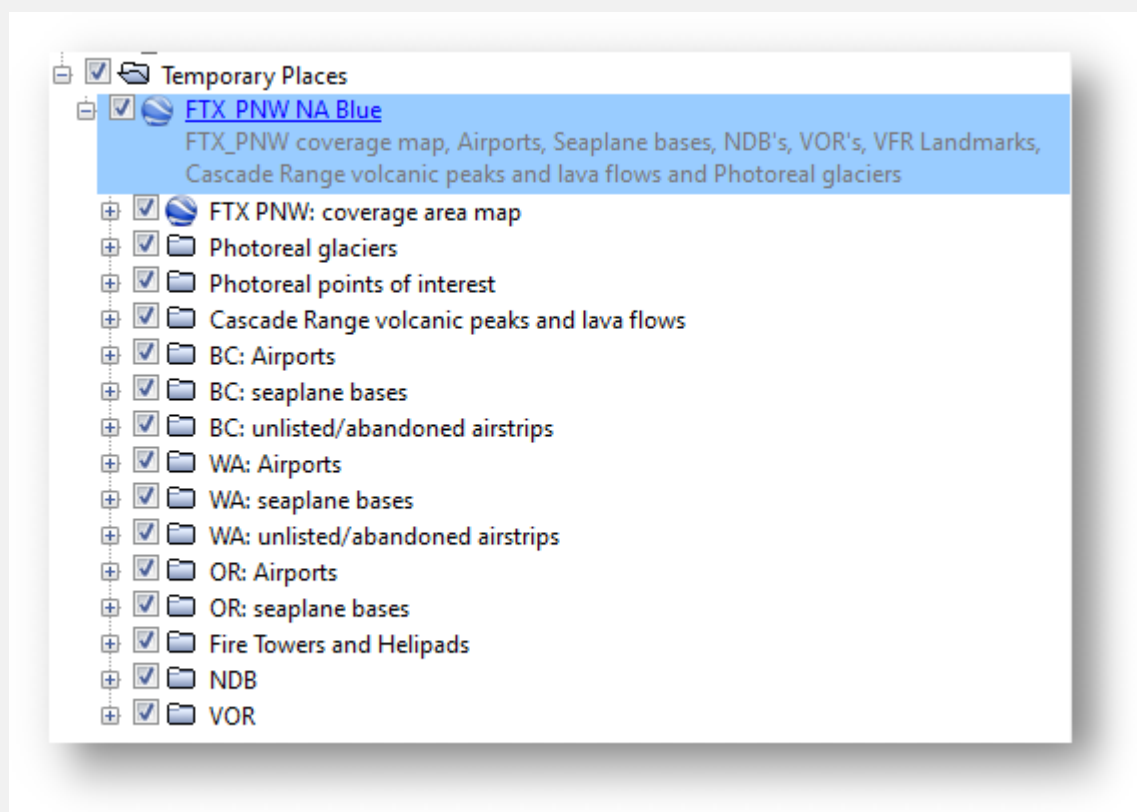 Temporary Places
FTX_PNW NA Blue
FTX_PNW coverage map, Airports, Seaplane bases, NDB's, VOR's, VFR Landmarks,
Cascade Range volcanic peaks and lava flows and Photoreal glaciers
FTX PNW: coverage area map
Photoreal glaciers
Photoreal points of interest
Cascade Range volcanic peaks and lava flows
BC: Airports
BC: seaplane bases
BC: unlisted/abandoned airstrips
WA: Airports
WA: seaplane bases
WA: unlisted/abandoned airstrips
OR: Airports
OR: seaplane bases
Fire Towers and Helipads
NDB
VOR